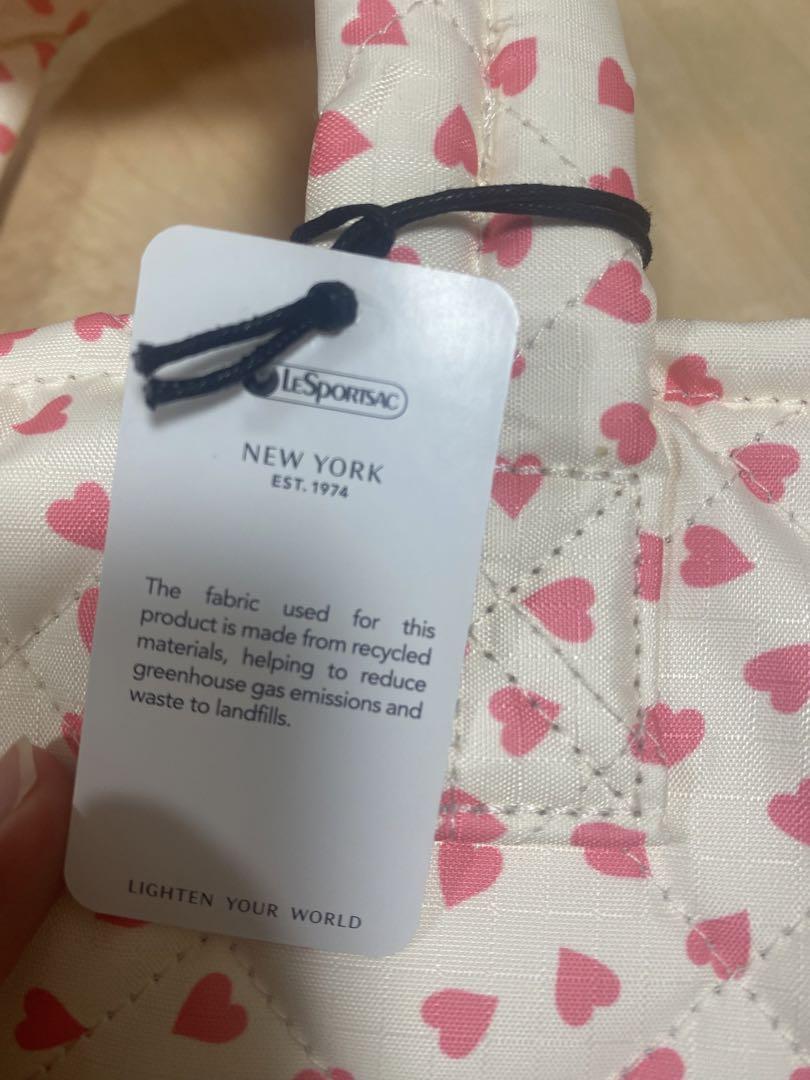 LESPORTSAC
NEW YORK
EST. 1974
The fabric used for this
product is made from recycled
materials, helping to reduce
greenhouse gas emissions and
waste to landfills.
LIGHTEN YOUR WORLD